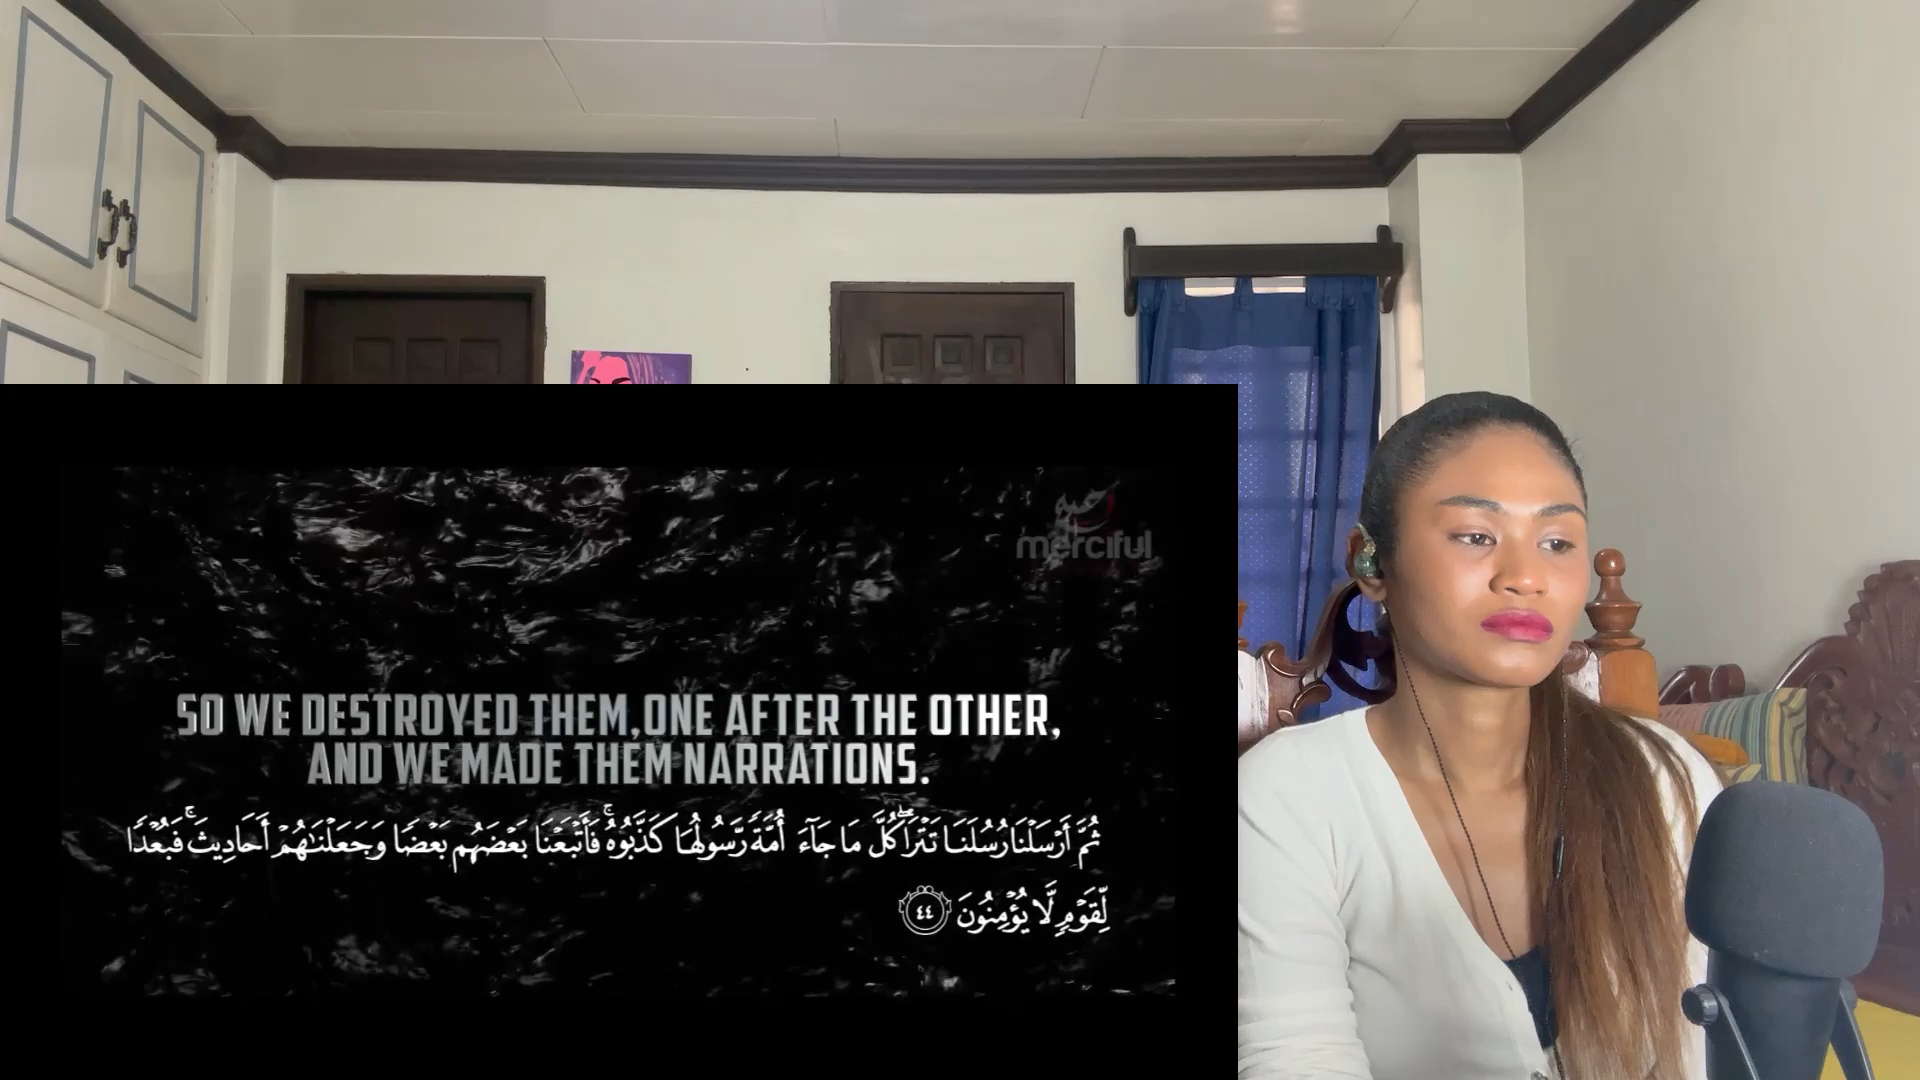 merciful
SO WE DESTROYED THEM,ONE AFTER THE OTHER,
AND WE MADE THEM NARRATIONS.
ثُمَّ أَرْسَلْنَا رُسُلَنَا تَتْرَا ۖ كُلَّ مَا جَآءَ أُمَّةً رَّسُولُهَا كَذَّبُوهُ ۚ فَأَتْبَعْنَا بَعْضَهُم بَعْضًا وَجَعَلْنَٰهُمْ أَحَادِيثَ ۚ فَبُعْدًا
لِّقَوْمٍ لَّا يُؤْمِنُونَ ٤٤